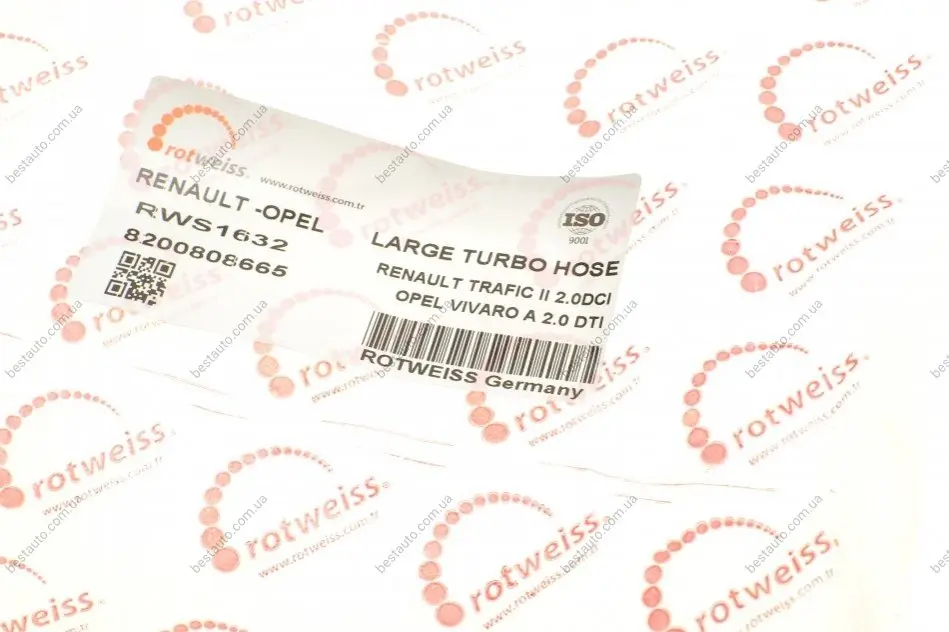 rotweiss®
www.rotweiss.com.tr
RENAULT -OPEL
RWS1632
8200808665
ISO
9001
LARGE TURBO HOSE
RENAULT TRAFIC II 2.0DCI
OPEL VIVARO A 2.0 DTI
ROTWEISS Germany
rotweiss
www.rotweiss.com.tr
bestauto.com.ua